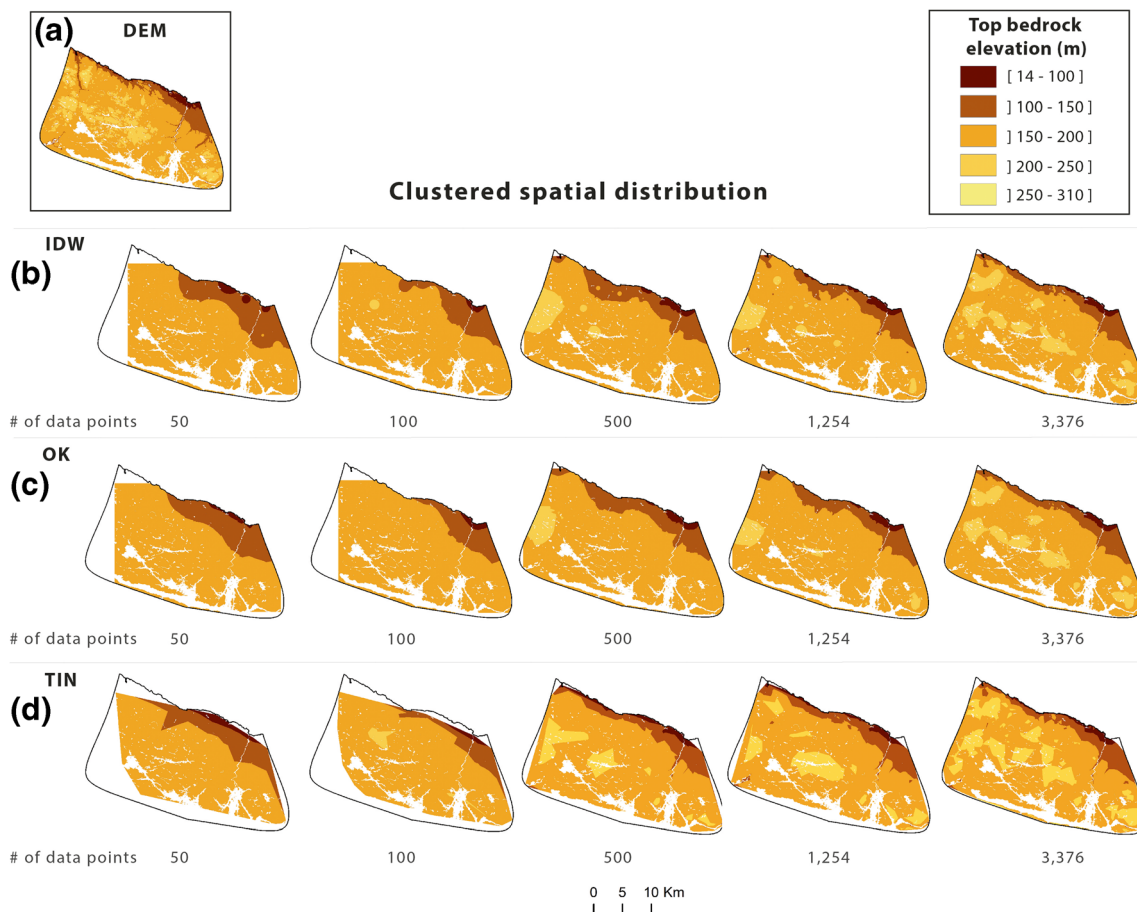 (a) DEM
Top bedrock
elevation (m)
[ 14 - 100 ]
] 100 - 150 ]
] 150 - 200 ]
] 200 - 250 ]
] 250 - 310 ]
Clustered spatial distribution
IDW
(b)
# of data points 50 100 500 1,254 3,376
OK
(c)
# of data points 50 100 500 1,254 3,376
TIN
(d)
# of data points 50 100 500 1,254 3,376
0 5 10 Km